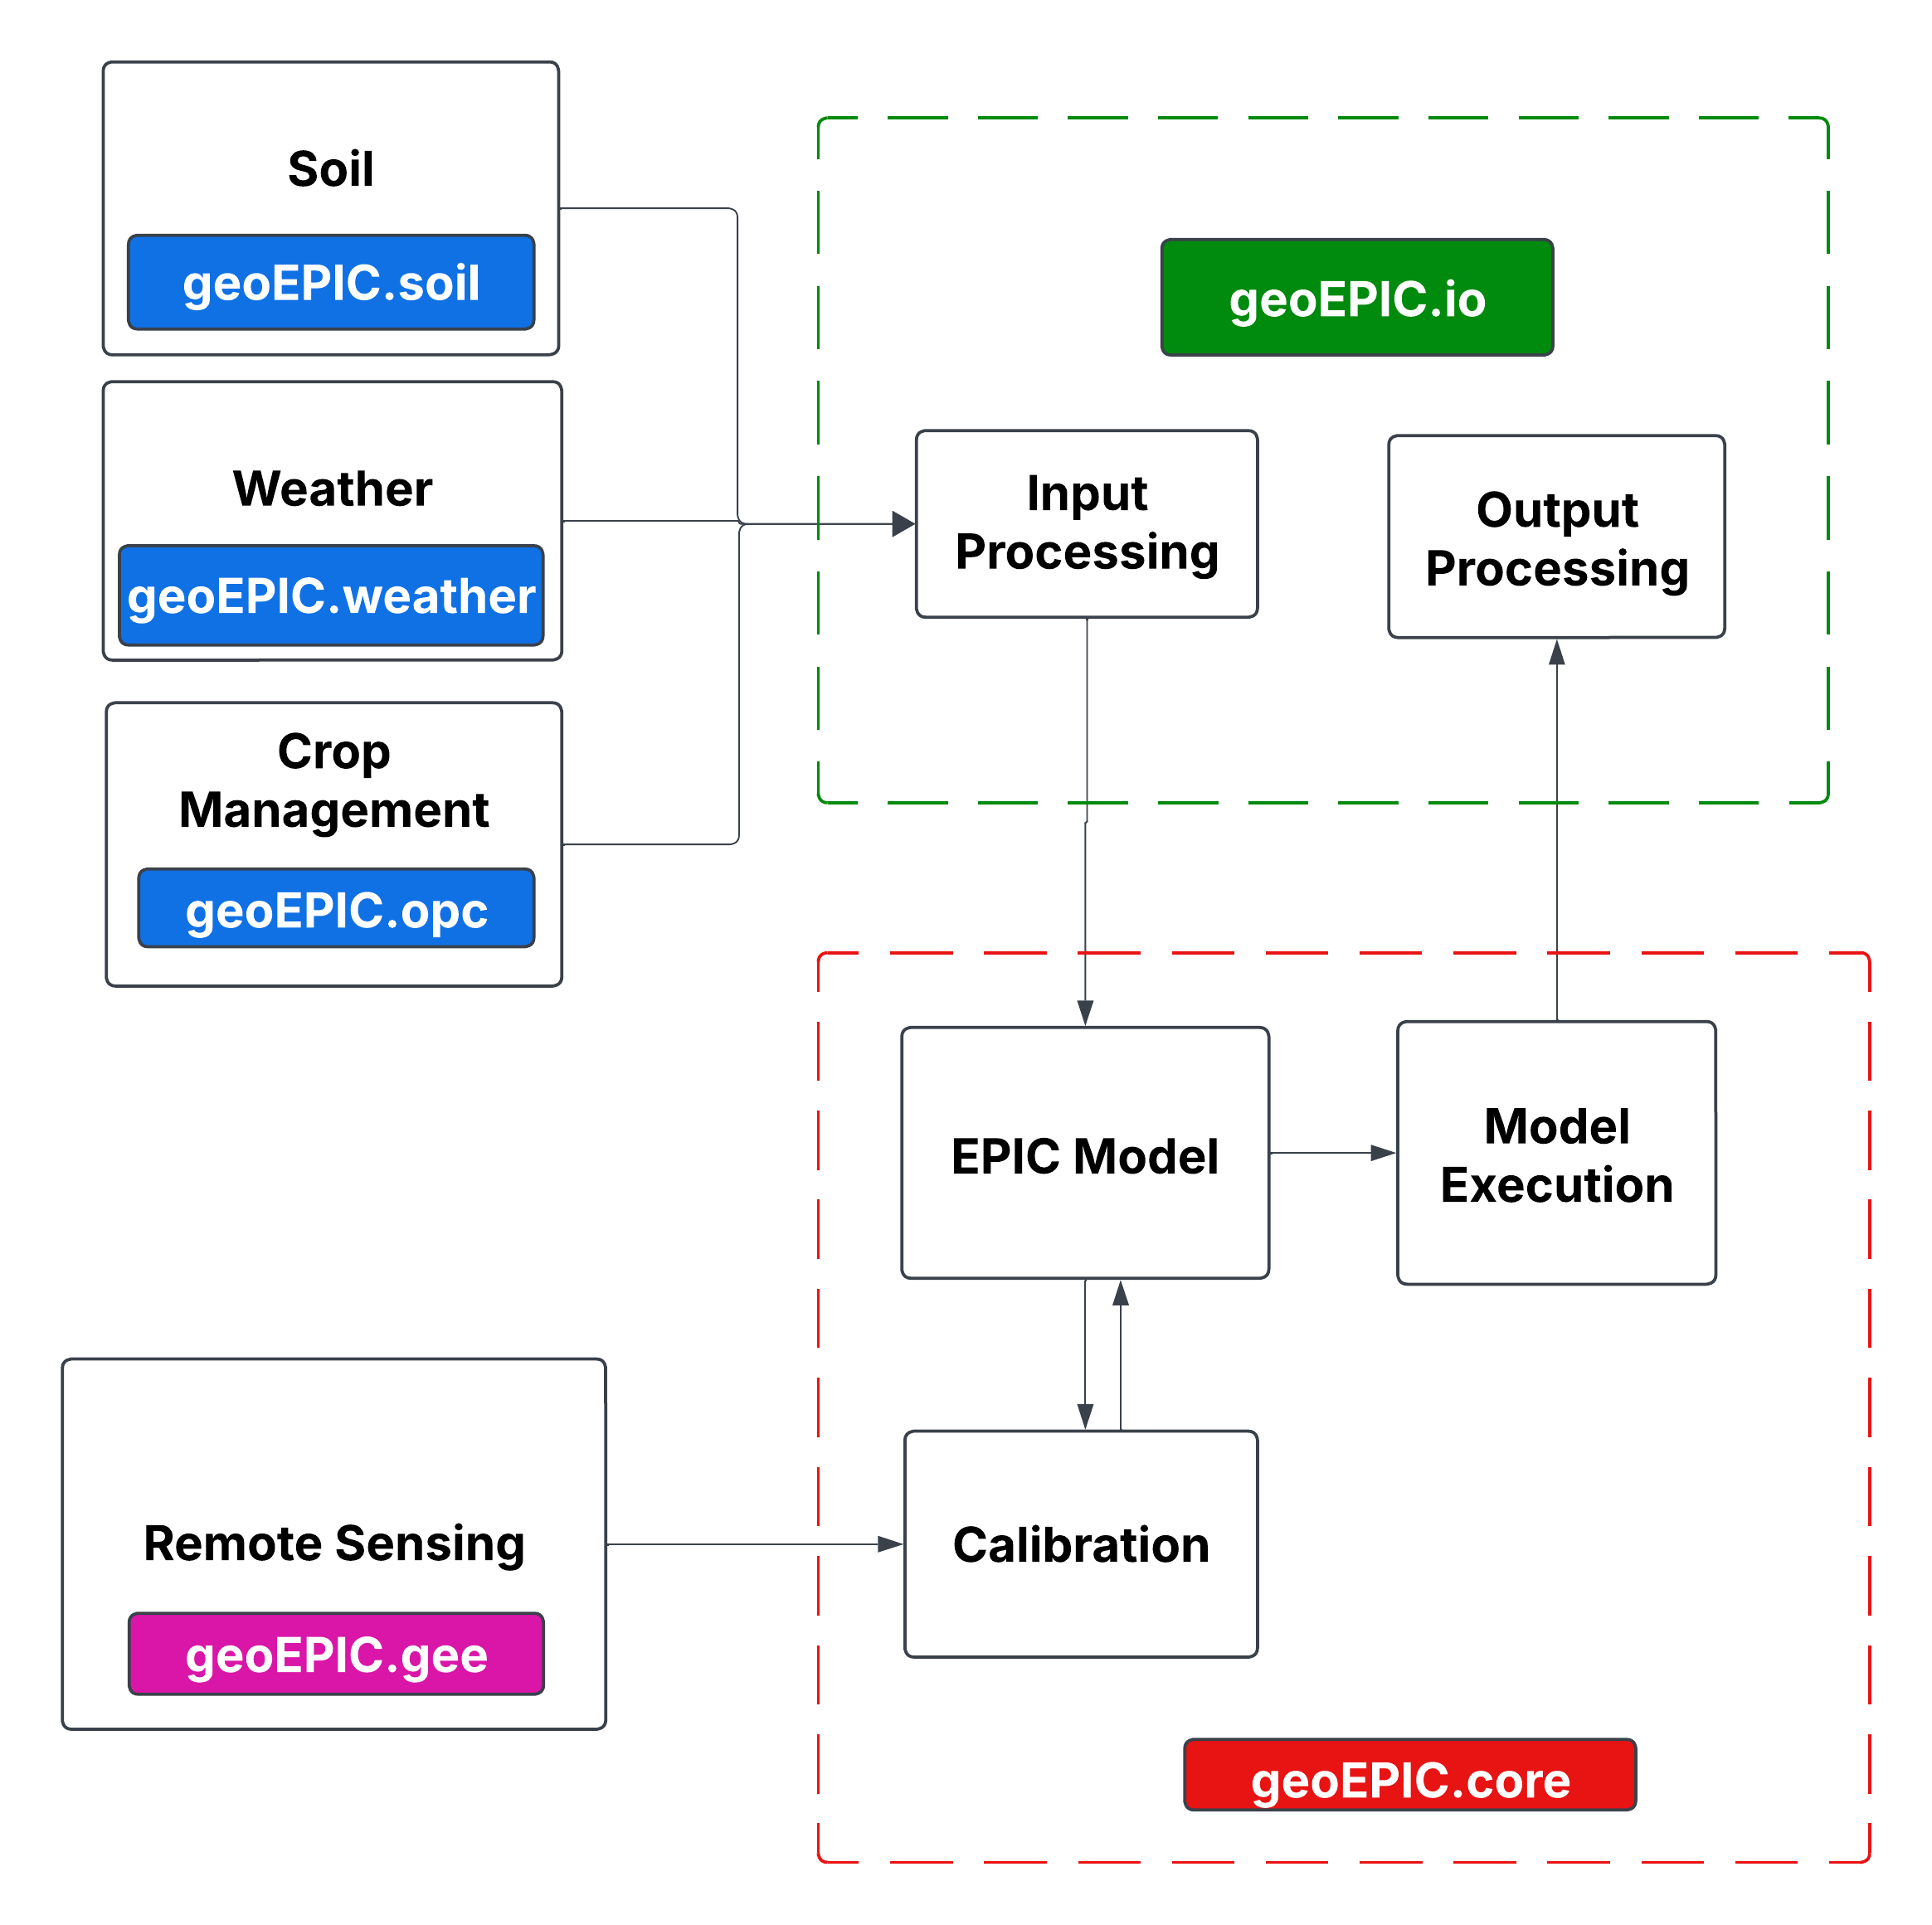 Soil
geoEPIC.soil
Weather
geoEPIC.weather
Crop
Management
geoEPIC.opc
geoEPIC.io
Input
Processing
Output
Processing
EPIC Model
Model
Execution
Remote Sensing
geoEPIC.gee
Calibration
geoEPIC.core